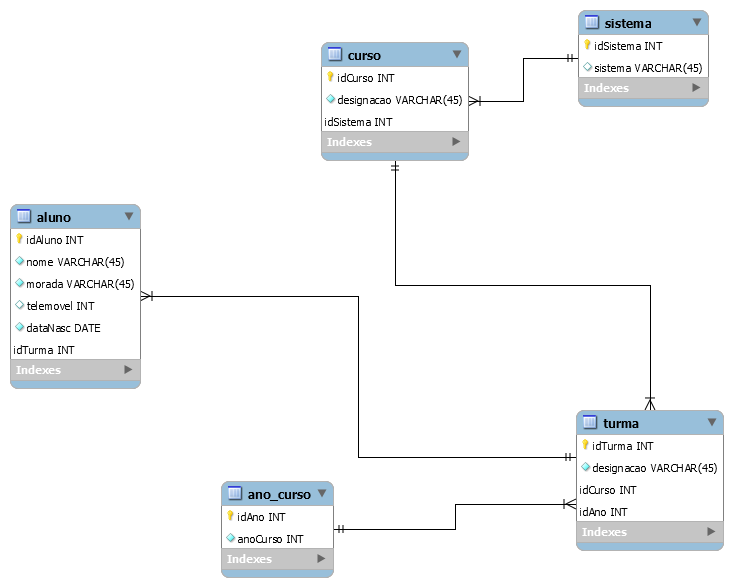 sistema
idSistema INT
sistema VARCHAR(45)
Indexes
curso
idCurso INT
designacao VARCHAR(45)
idSistema INT
Indexes
aluno
idAluno INT
nome VARCHAR(45)
morada VARCHAR(45)
telemovel INT
dataNasc DATE
idTurma INT
Indexes
turma
idTurma INT
designacao VARCHAR(45)
idCurso INT
idAno INT
Indexes
ano_curso
idAno INT
anoCurso INT
Indexes